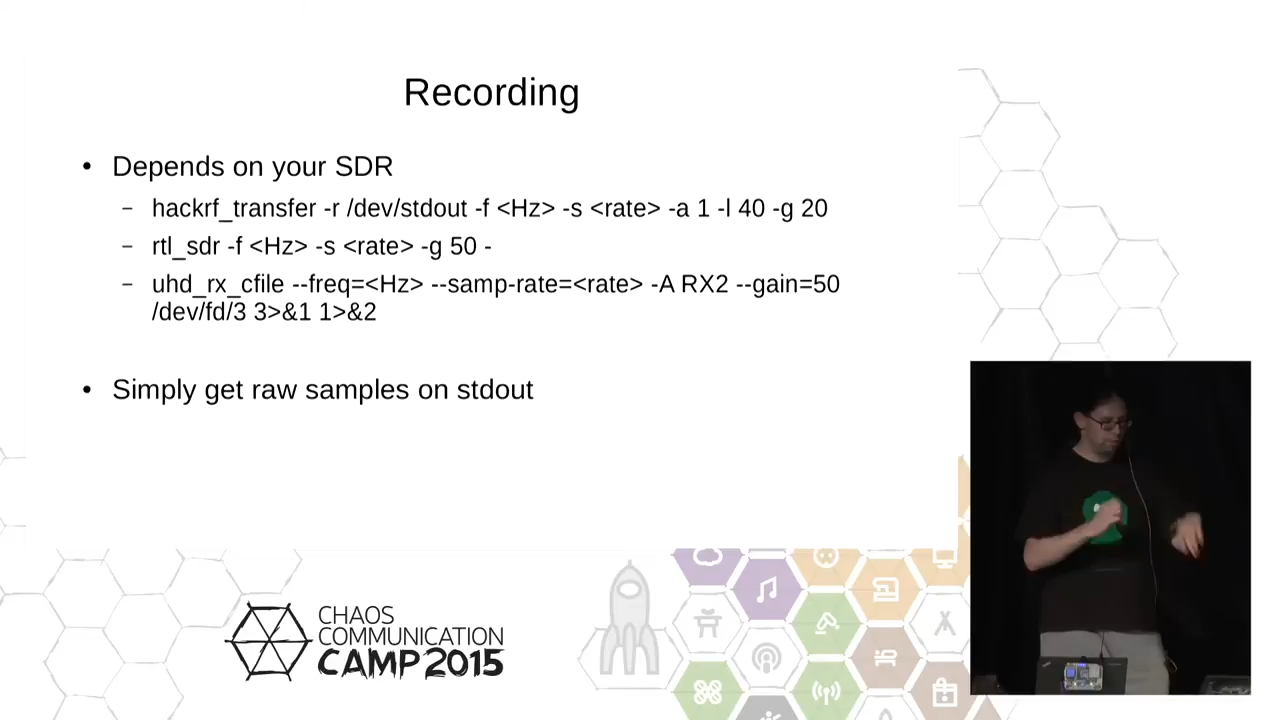 Recording
• Depends on your SDR
– hackrf_transfer -r /dev/stdout -f <Hz> -s <rate> -a 1 -l 40 -g 20
– rtl_sdr -f <Hz> -s <rate> -g 50 -
– uhd_rx_cfile --freq=<Hz> --samp-rate=<rate> -A RX2 --gain=50
/dev/fd/3 3>&1 1>&2
• Simply get raw samples on stdout
CHAOS
COMMUNICATION
CAMP 2015